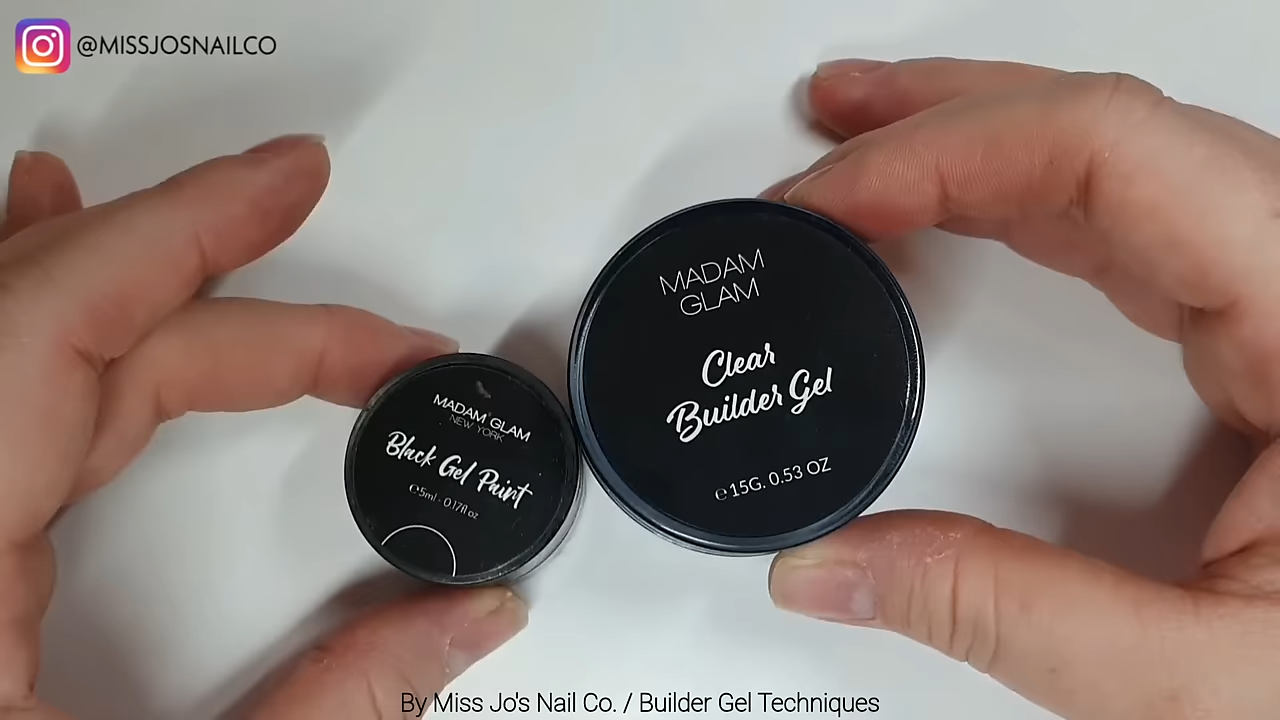 @MISSJOSNAILCO
MADAM
GLAM
Clear
Builder Gel
℮15G. 0.53 OZ
MADAM GLAM
NEW YORK
Black Gel Paint
℮5ml - 0.17fl oz
By Miss Jo's Nail Co. / Builder Gel Techniques